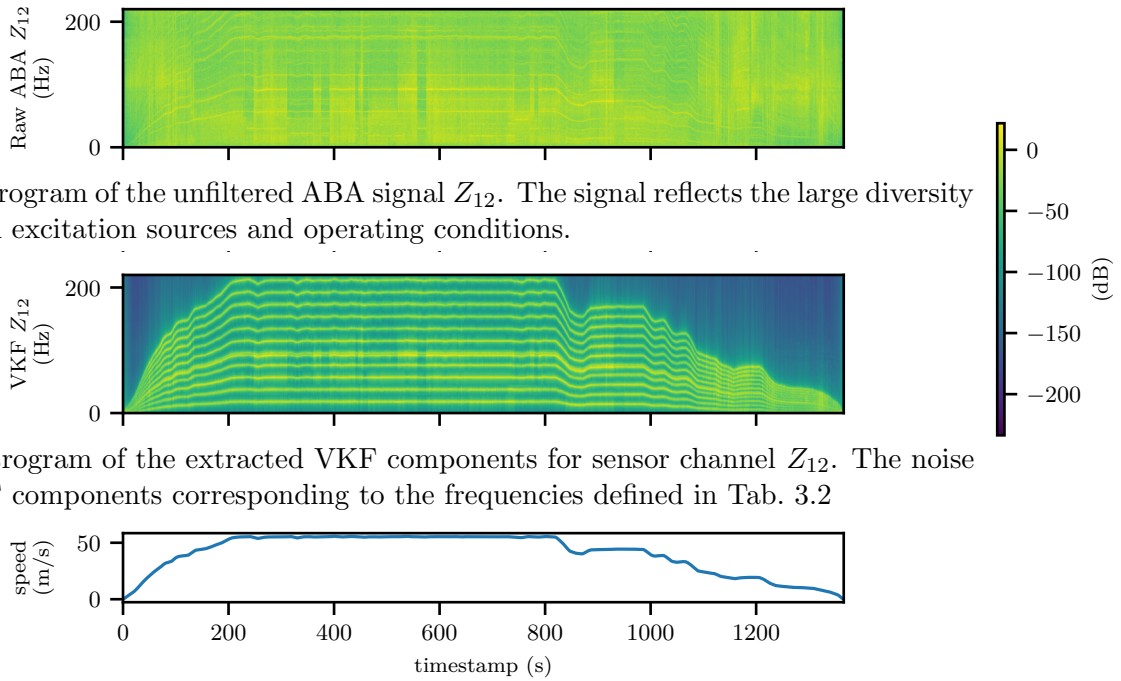 Raw ABA Z12
(Hz)
200
0
rogram of the unfiltered ABA signal Z12. The signal reflects the large diversity
excitation sources and operating conditions.
VKF Z12
(Hz)
200
0
rogram of the extracted VKF components for sensor channel Z12. The noise
components corresponding to the frequencies defined in Tab. 3.2
speed
(m/s)
50
0
0 200 400 600 800 1000 1200
timestamp (s)
0
−50
−100
−150
−200
(dB)